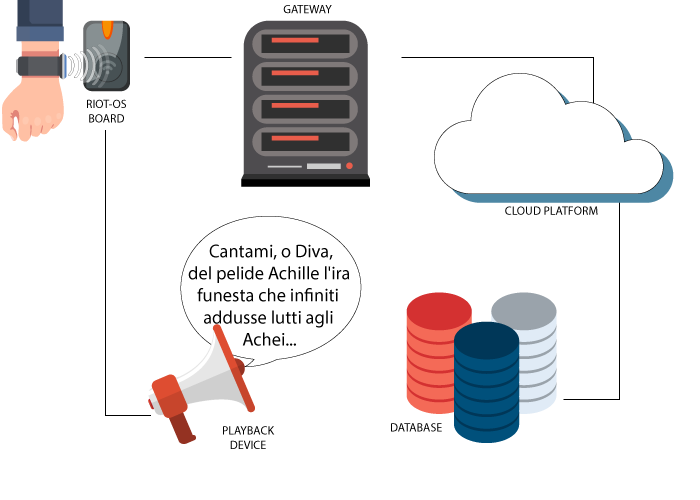 GATEWAY
RIOT-OS
BOARD
CLOUD PLATFORM
Cantami, o Diva,
del pelide Achille l'ira
funesta che infiniti
addusse lutti agli
Achei...
PLAYBACK
DEVICE
DATABASE